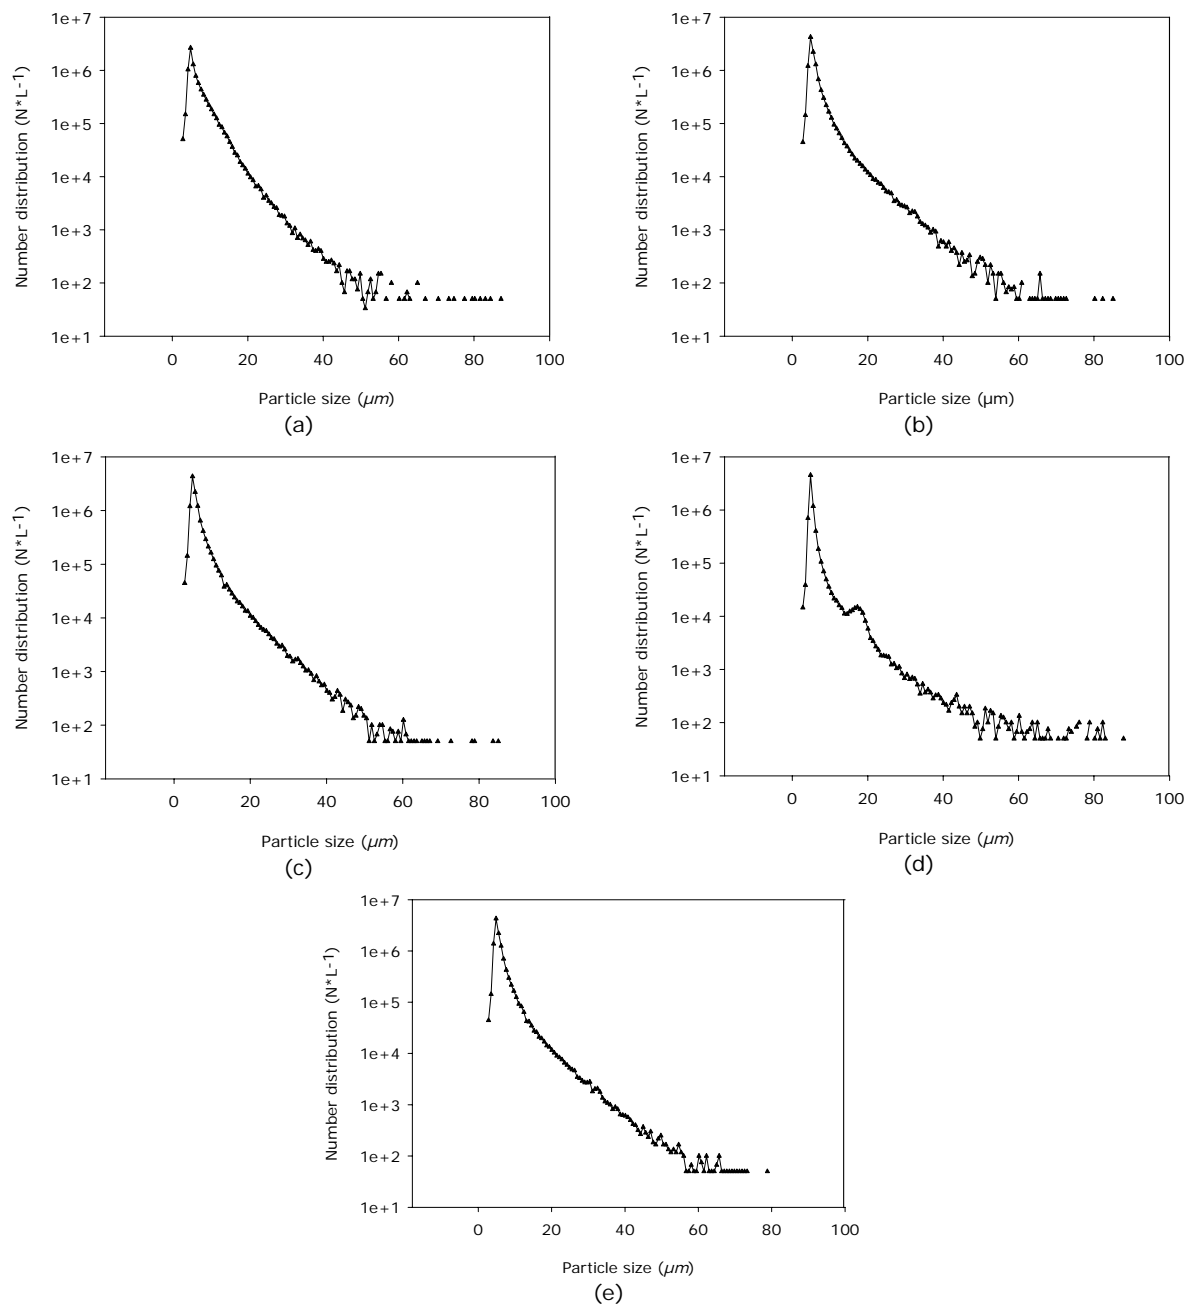 1e+7
1e+6
1e+5
1e+4
1e+3
1e+2
1e+1
Number distribution (N*L-1)
0 20 40 60 80 100
Particle size (µm)
(a)
1e+7
1e+6
1e+5
1e+4
1e+3
1e+2
1e+1
Number distribution (N*L-1)
0 20 40 60 80 100
Particle size (µm)
(b)
1e+7
1e+6
1e+5
1e+4
1e+3
1e+2
1e+1
Number distribution (N*L-1)
0 20 40 60 80 100
Particle size (µm)
(c)
1e+7
1e+6
1e+5
1e+4
1e+3
1e+2
1e+1
Number distribution (N*L-1)
0 20 40 60 80 100
Particle size (µm)
(d)
1e+7
1e+6
1e+5
1e+4
1e+3
1e+2
1e+1
Number distribution (N*L-1)
0 20 40 60 80 100
Particle size (µm)
(e)